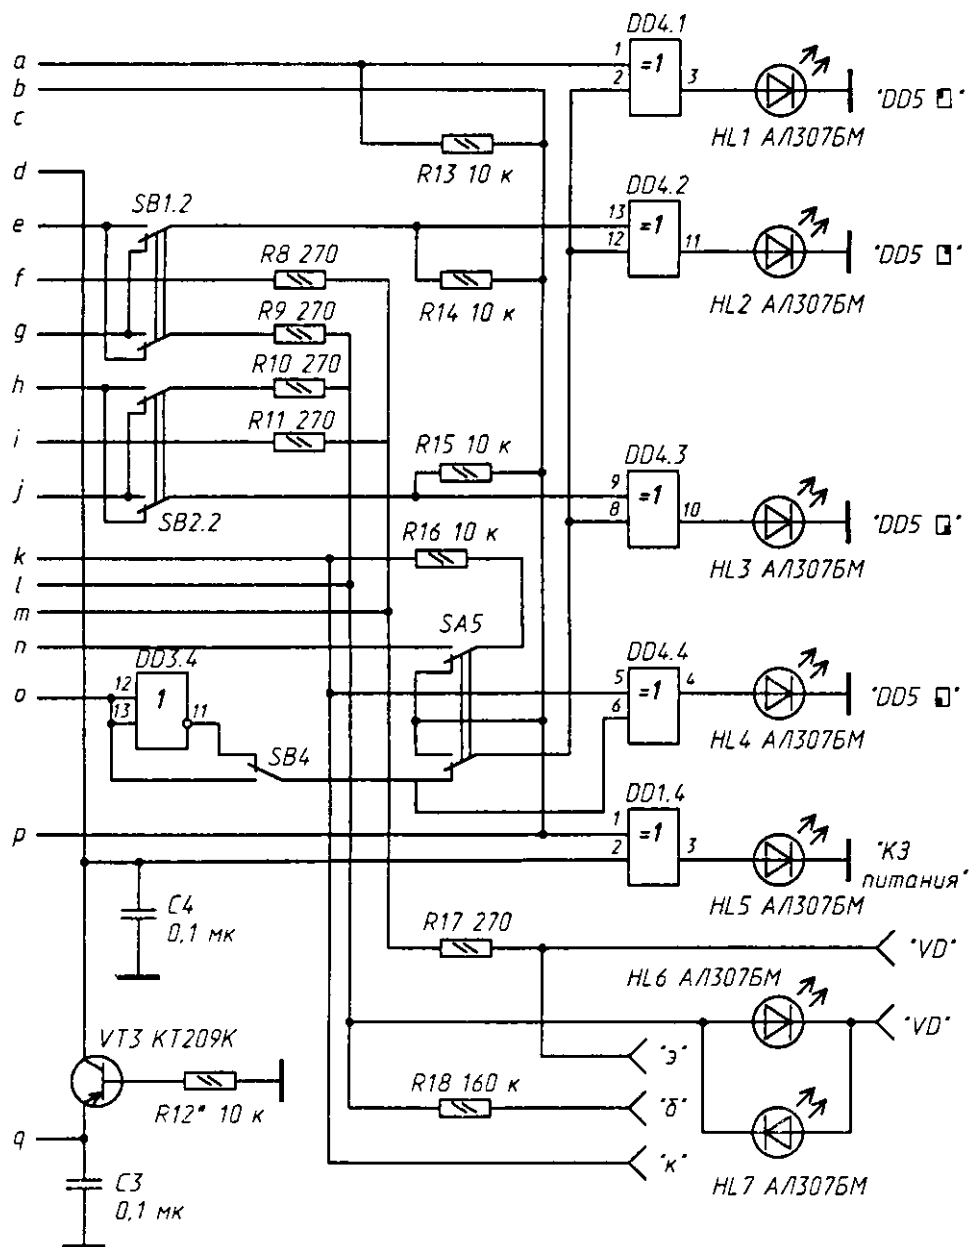 DD4.1
a
1
=1
b
2
3
"DD5
c
HL1 АЛ307БМ
R13 10 к
d
DD4.2
SB1.2
e
13
=1
12
11
"DD5
f
R8 270
HL2 АЛ307БМ
R14 10 к
g
R9 270
h
R10 270
i
R11 270
R15 10 к
DD4.3
j
9
=1
8
10
"DD5
SB2.2
HL3 АЛ307БМ
k
R16 10 к
l
m
SA5
n
DD3.4
DD4.4
o
12
1
13
11
5
=1
4
6
"DD5
HL4 АЛ307БМ
SB4
DD1.4
p
1
=1
2
3
"КЗ
питания"
HL5 АЛ307БМ
C4
0,1 мк
R17 270
"VD"
HL6 АЛ307БМ
"VD"
VT3 КТ209К
"э"
R18 160 к
"б"
R12* 10 к
q
"к"
HL7 АЛ307БМ
C3
0,1 мк